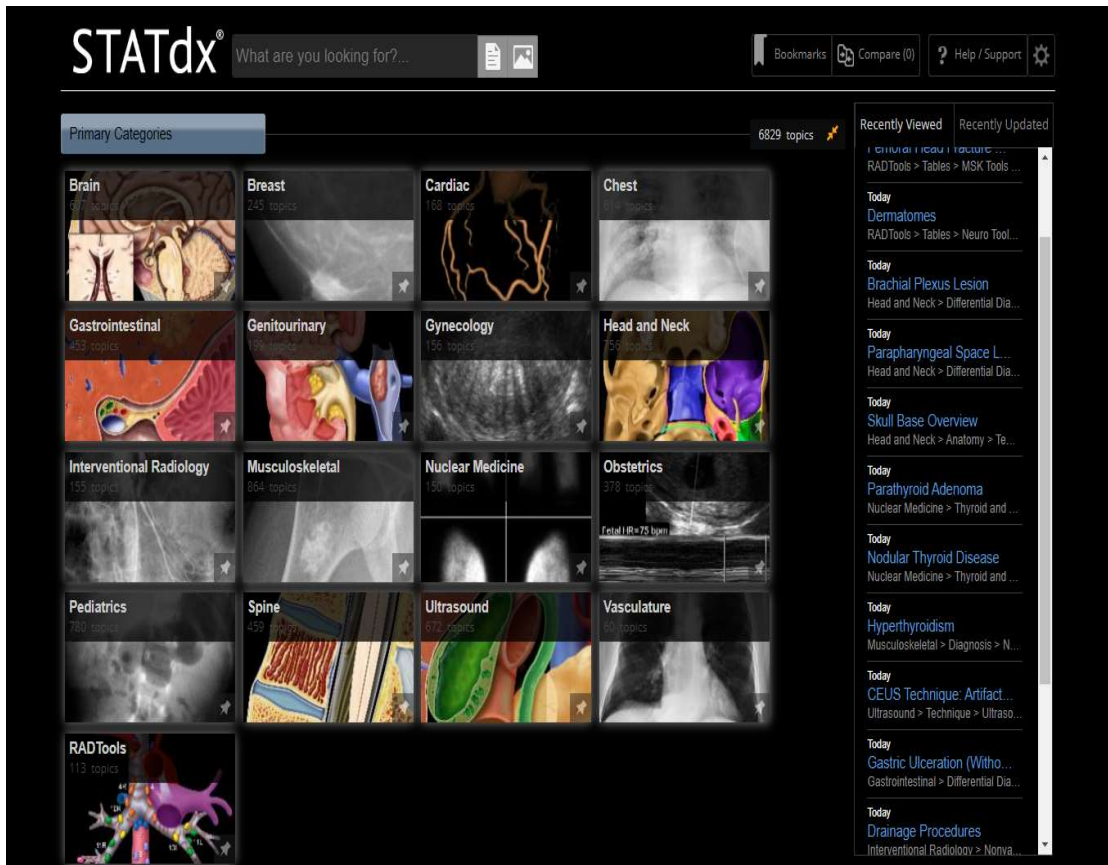 STATdx®
What are you looking for?...
Bookmarks
Compare (0)
? Help / Support
Primary Categories
6829 topics
Brain
607 topics
Breast
245 topics
Cardiac
168 topics
Chest
614 topics
Gastrointestinal
453 topics
Genitourinary
199 topics
Gynecology
156 topics
Head and Neck
756 topics
Interventional Radiology
155 topics
Musculoskeletal
864 topics
Nuclear Medicine
150 topics
Obstetrics
378 topics
Fetal HR=75 bpm
Pediatrics
780 topics
Spine
459 topics
Ultrasound
672 topics
Vasculature
60 topics
RADTools
113 topics
Recently Viewed
Recently Updated
Femoral Head Fracture ...
RADTools > Tables > MSK Tools ...
Today
Dermatomes
RADTools > Tables > Neuro Tool...
Today
Brachial Plexus Lesion
Head and Neck > Differential Dia...
Today
Parapharyngeal Space L...
Head and Neck > Differential Dia...
Today
Skull Base Overview
Head and Neck > Anatomy > Te...
Today
Parathyroid Adenoma
Nuclear Medicine > Thyroid and ...
Today
Nodular Thyroid Disease
Nuclear Medicine > Thyroid and ...
Today
Hyperthyroidism
Musculoskeletal > Diagnosis > N...
Today
CEUS Technique: Artifact...
Ultrasound > Technique > Ultraso...
Today
Gastric Ulceration (Witho...
Gastrointestinal > Differential Dia...
Today
Drainage Procedures
Interventional Radiology > Nonva...